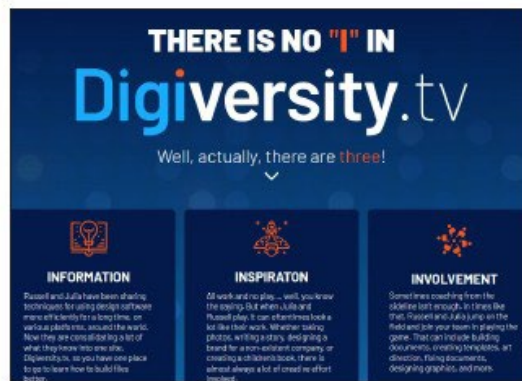 THERE IS NO "I" IN
Digiversity.tv
Well, actually, there are three!
INFORMATION
Russell and Julia have been sharing
techniques for using design software
more efficiently for a long time, on
various platforms, around the world.
Now they are consolidating a lot of
what they know into one site,
Digiversity.tv, so you have one place
to go to learn how to build files
better.
INSPIRATON
All work and no play..., well, you know
the saying. But when Julia and
Russell play, it can oftentimes look a
lot like their work. Whether taking
photos, writing a story, designing a
brand for a non-existent company, or
creating a children's book, there is
almost always a lot of creative effort
involved.
INVOLVEMENT
Sometimes coaching from the
sideline isn't enough. In times like
that, Russell and Julia jump on the
field and join your team in playing the
game. That can include building
documents, creating templates, art
direction, fixing documents,
designing graphics, and more.